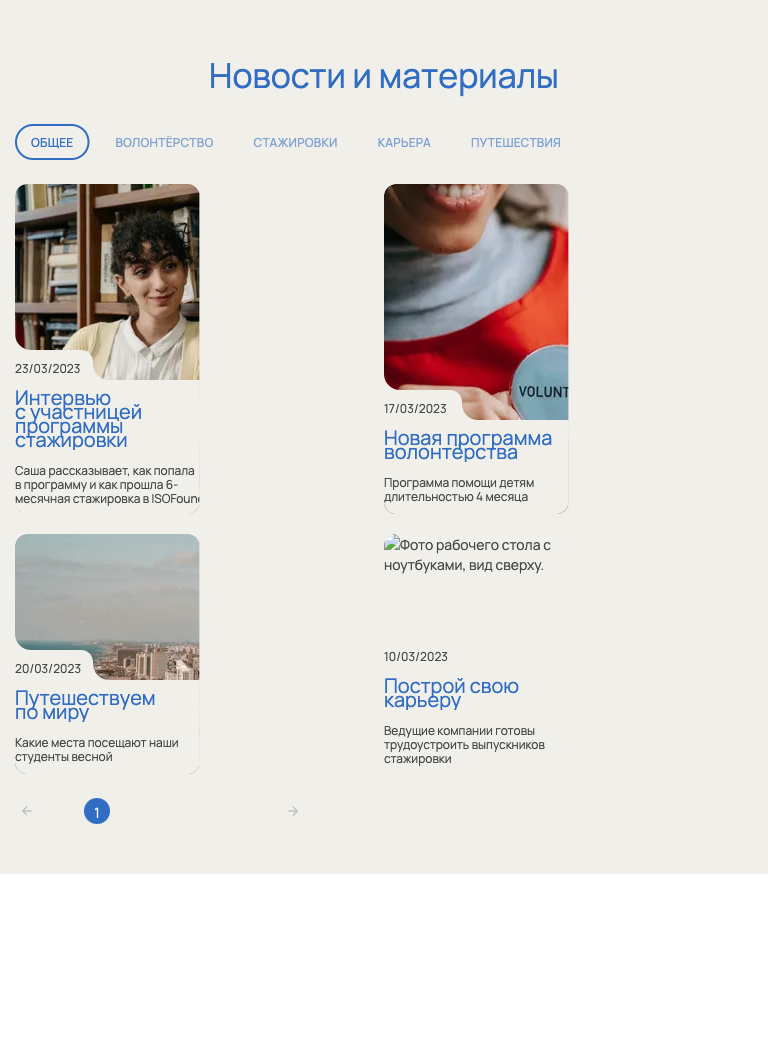 Новости и материалы
ОБЩЕЕ
ВОЛОНТЁРСТВО
СТАЖИРОВКИ
КАРЬЕРА
ПУТЕШЕСТВИЯ
23/03/2023
Интервью
с участницей
программы
стажировки
Саша рассказывает, как попала
в программу и как прошла 6-
месячная стажировка в ISOFound
VOLUNT
17/03/2023
Новая программа
волонтерства
Программа помощи детям
длительностью 4 месяца
20/03/2023
Путешествуем
по миру
Какие места посещают наши
студенты весной
Фото рабочего стола с
ноутбуками, вид сверху.
10/03/2023
Построй свою
карьеру
Ведущие компании готовы
трудоустроить выпускников
стажировки
← 1 →